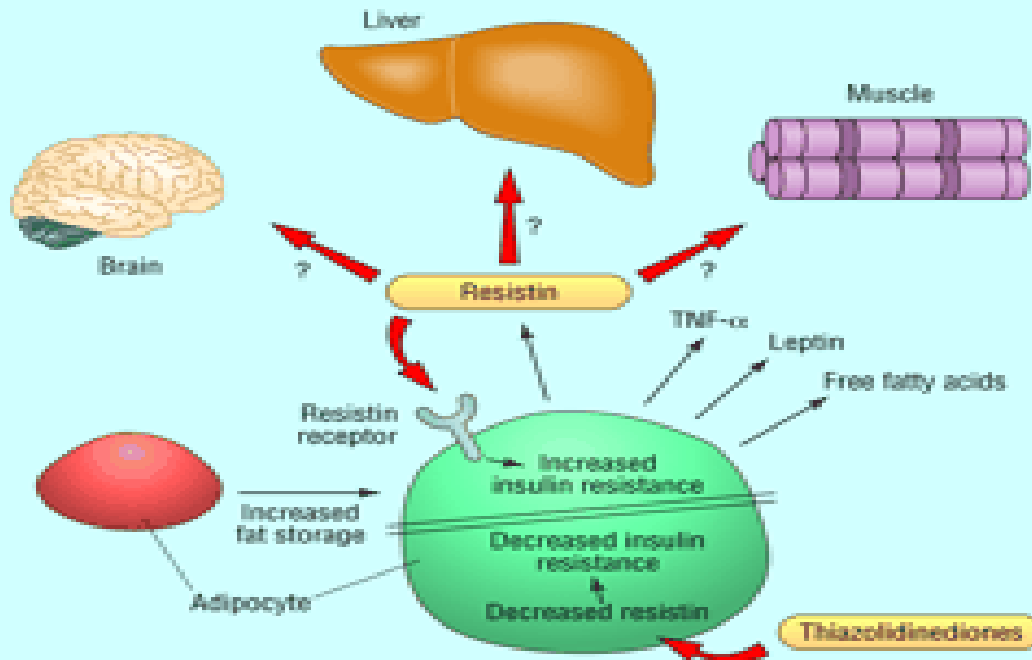 Liver
Muscle
Brain
?
?
?
Resistin
TNF-α
Leptin
Free fatty acids
Resistin
receptor
Increased
insulin resistance
Increased
fat storage
Decreased insulin
resistance
Adipocyte
Decreased resistin
Thiazolidinediones